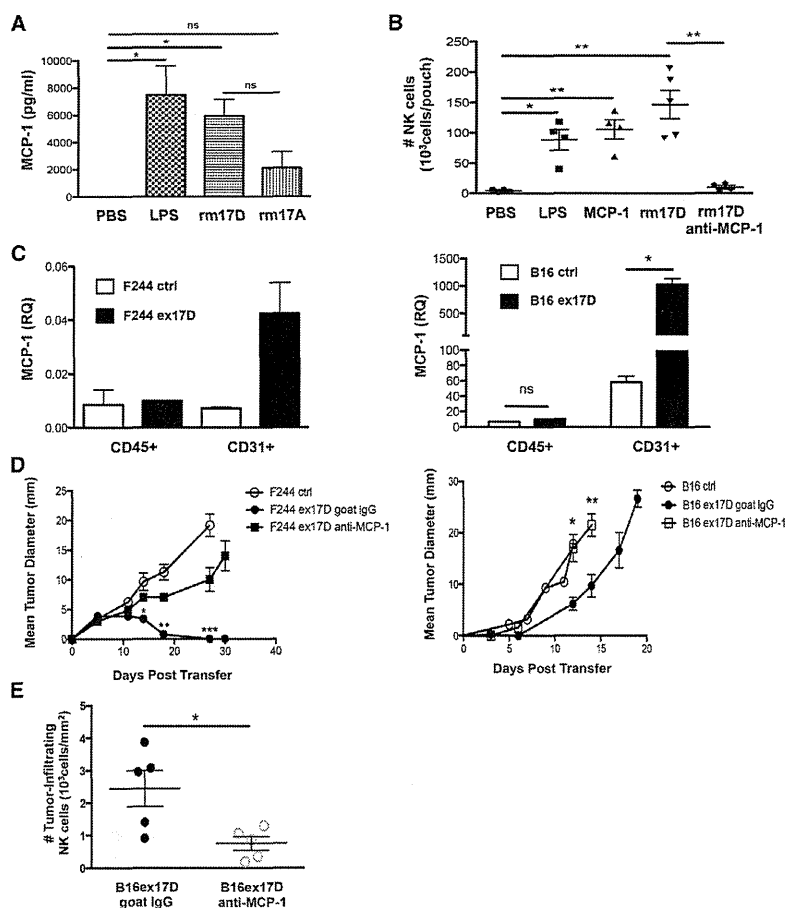 A
ns
*
*
ns
MCP-1 (pg/ml)
10000
8000
6000
4000
2000
0
PBS LPS rm17D rm17A
B
**
**
**
*
# NK cells
(10³cells/pouch)
250
200
150
100
50
0
PBS LPS MCP-1 rm17D rm17D
anti-MCP-1
C
MCP-1 (RQ)
0.06
0.04
0.02
0.00
F244 ctrl
F244 ex17D
CD45+ CD31+
MCP-1 (RQ)
1500
1000
500
100
80
60
40
20
0
B16 ctrl
B16 ex17D
*
ns
CD45+ CD31+
D
Mean Tumor Diameter (mm)
25
20
15
10
5
0
F244 ctrl
F244 ex17D goat IgG
F244 ex17D anti-MCP-1
*
**
***
0 10 20 30 40
Days Post Transfer
Mean Tumor Diameter (mm)
30
20
10
0
B16 ctrl
B16 ex17D goat IgG
B16 ex17D anti-MCP-1
*
**
0 5 10 15 20
Days Post Transfer
E
# Tumor-Infiltrating
NK cells (10³cells/mm²)
5
4
3
2
1
0
*
B16ex17D
goat IgG
B16ex17D
anti-MCP-1